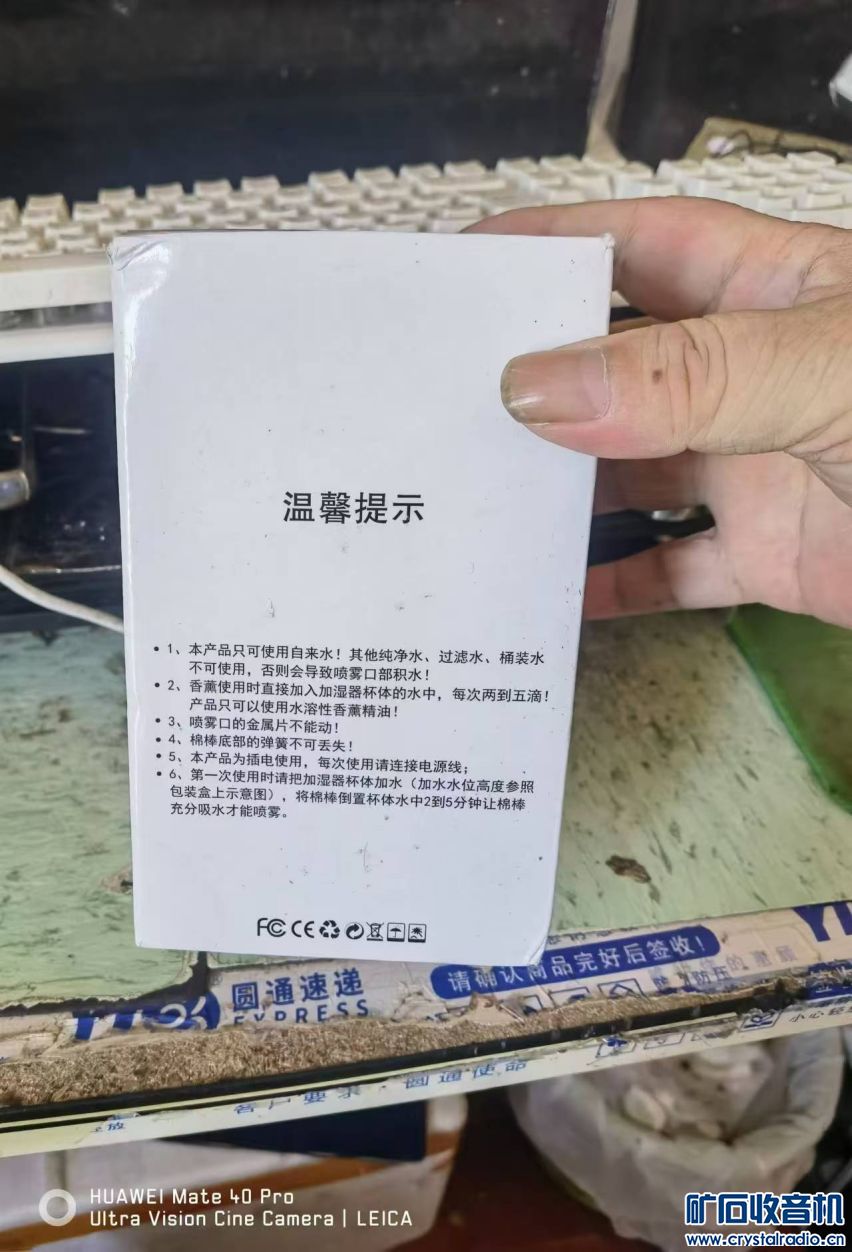 温馨提示
• 1、本产品只可使用自来水！其他纯净水、过滤水、桶装水
不可使用，否则会导致喷雾口部积水！
• 2、香薰使用时直接加入加湿器杯体的水中，每次两到五滴！
产品只可以使用水溶性香薰精油！
• 3、喷雾口的金属片不能动！
• 4、棉棒底部的弹簧不可丢失！
• 5、本产品为插电使用，每次使用请连接电源线；
• 6、第一次使用时请把加湿器杯体加水（加水水位高度参照
包装盒上示意图），将棉棒倒置杯体水中2到5分钟让棉棒
充分吸水才能喷雾。
FC CE
圆通速递
EXPRESS
请确认商品完好后签收！
客户要求 圆通使命
HUAWEI Mate 40 Pro
Ultra Vision Cine Camera | LEICA
矿石收音机
www.crystalradio.cn